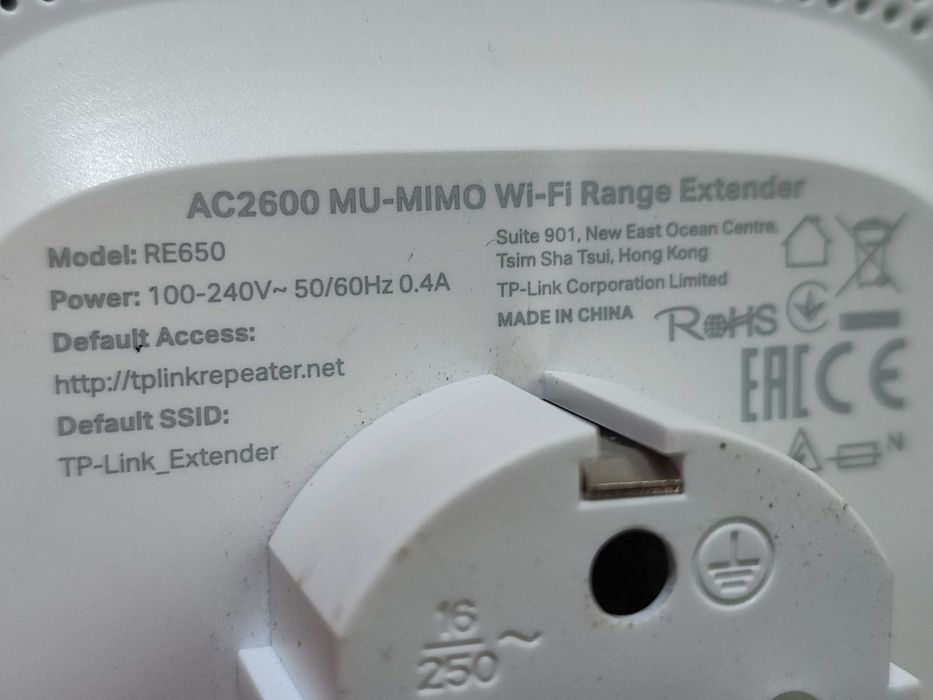 AC2600 MU-MIMO Wi-Fi Range Extender
Model: RE650
Power: 100-240V~ 50/60Hz 0.4A
Default Access:
http://tplinkrepeater.net
Default SSID:
TP-Link_Extender
Suite 901, New East Ocean Centre,
Tsim Sha Tsui, Hong Kong
TP-Link Corporation Limited
MADE IN CHINA
RoHS
EAC CE
N
16
250 ~